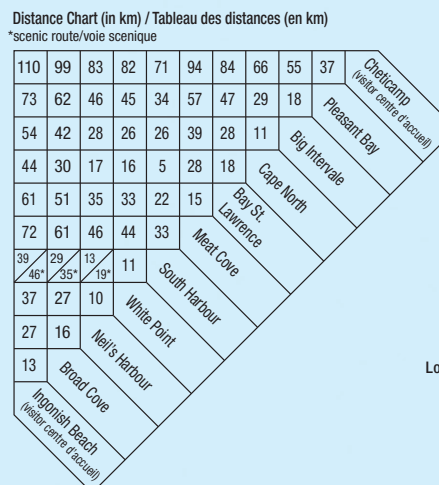 Distance Chart (in km) / Tableau des distances (en km)
*scenic route/voie scenique
110 99 83 82 71 94 84 66 55 37 Cheticamp
(visitor centre d'accueil)
73 62 46 45 34 57 47 29 18 Pleasant Bay
54 42 28 26 26 39 28 11 Big Intervale
44 30 17 16 5 28 18 Cape North
61 51 35 33 22 15 Bay St.
Lawrence
72 61 46 44 33 Meat Cove
39 46* 29 35* 13 19* 11 South Harbour
37 27 10 White Point
27 16 Neil's Harbour
13 Broad Cove
Ingonish Beach
(visitor centre d'accueil)
Lo